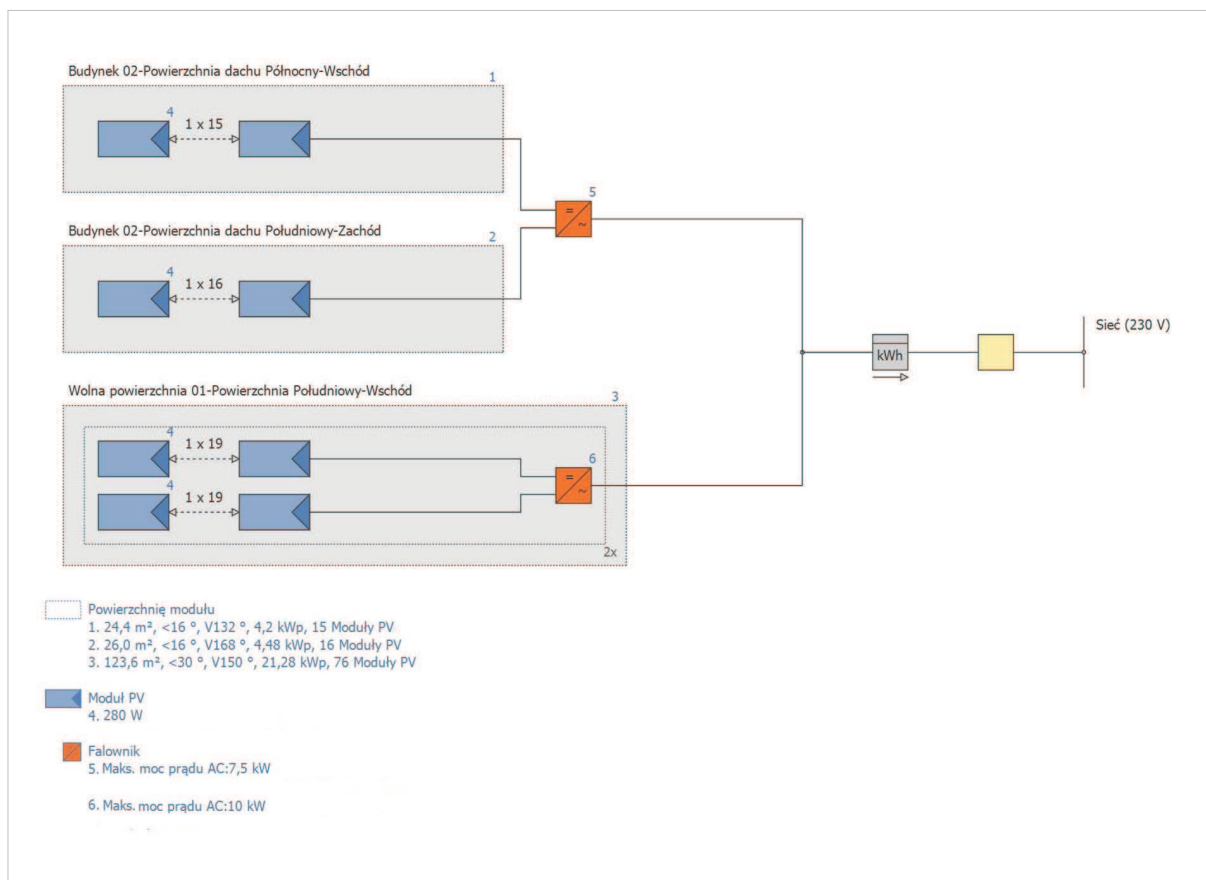 Budynek 02-Powierzchnia dachu Północny-Wschód
1
4
1 x 15
5
=
~
Budynek 02-Powierzchnia dachu Południowy-Zachód
2
4
1 x 16
Sieć (230 V)
kWh
Wolna powierzchnia 01-Powierzchnia Południowy-Wschód
3
4
1 x 19
6
=
~
4
1 x 19
2x
Powierzchnię modułu
1. 24,4 m², <16 °, V132 °, 4,2 kWp, 15 Moduły PV
2. 26,0 m², <16 °, V168 °, 4,48 kWp, 16 Moduły PV
3. 123,6 m², <30 °, V150 °, 21,28 kWp, 76 Moduły PV
Moduł PV
4. 280 W
Falownik
5. Maks. moc prądu AC:7,5 kW
6. Maks. moc prądu AC:10 kW